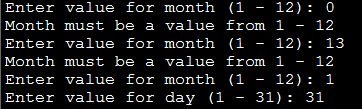 Enter value for month (1 - 12): 0
Month must be a value from 1 - 12
Enter value for month (1 - 12): 13
Month must be a value from 1 - 12
Enter value for month (1 - 12): 1
Enter value for day (1 - 31): 31